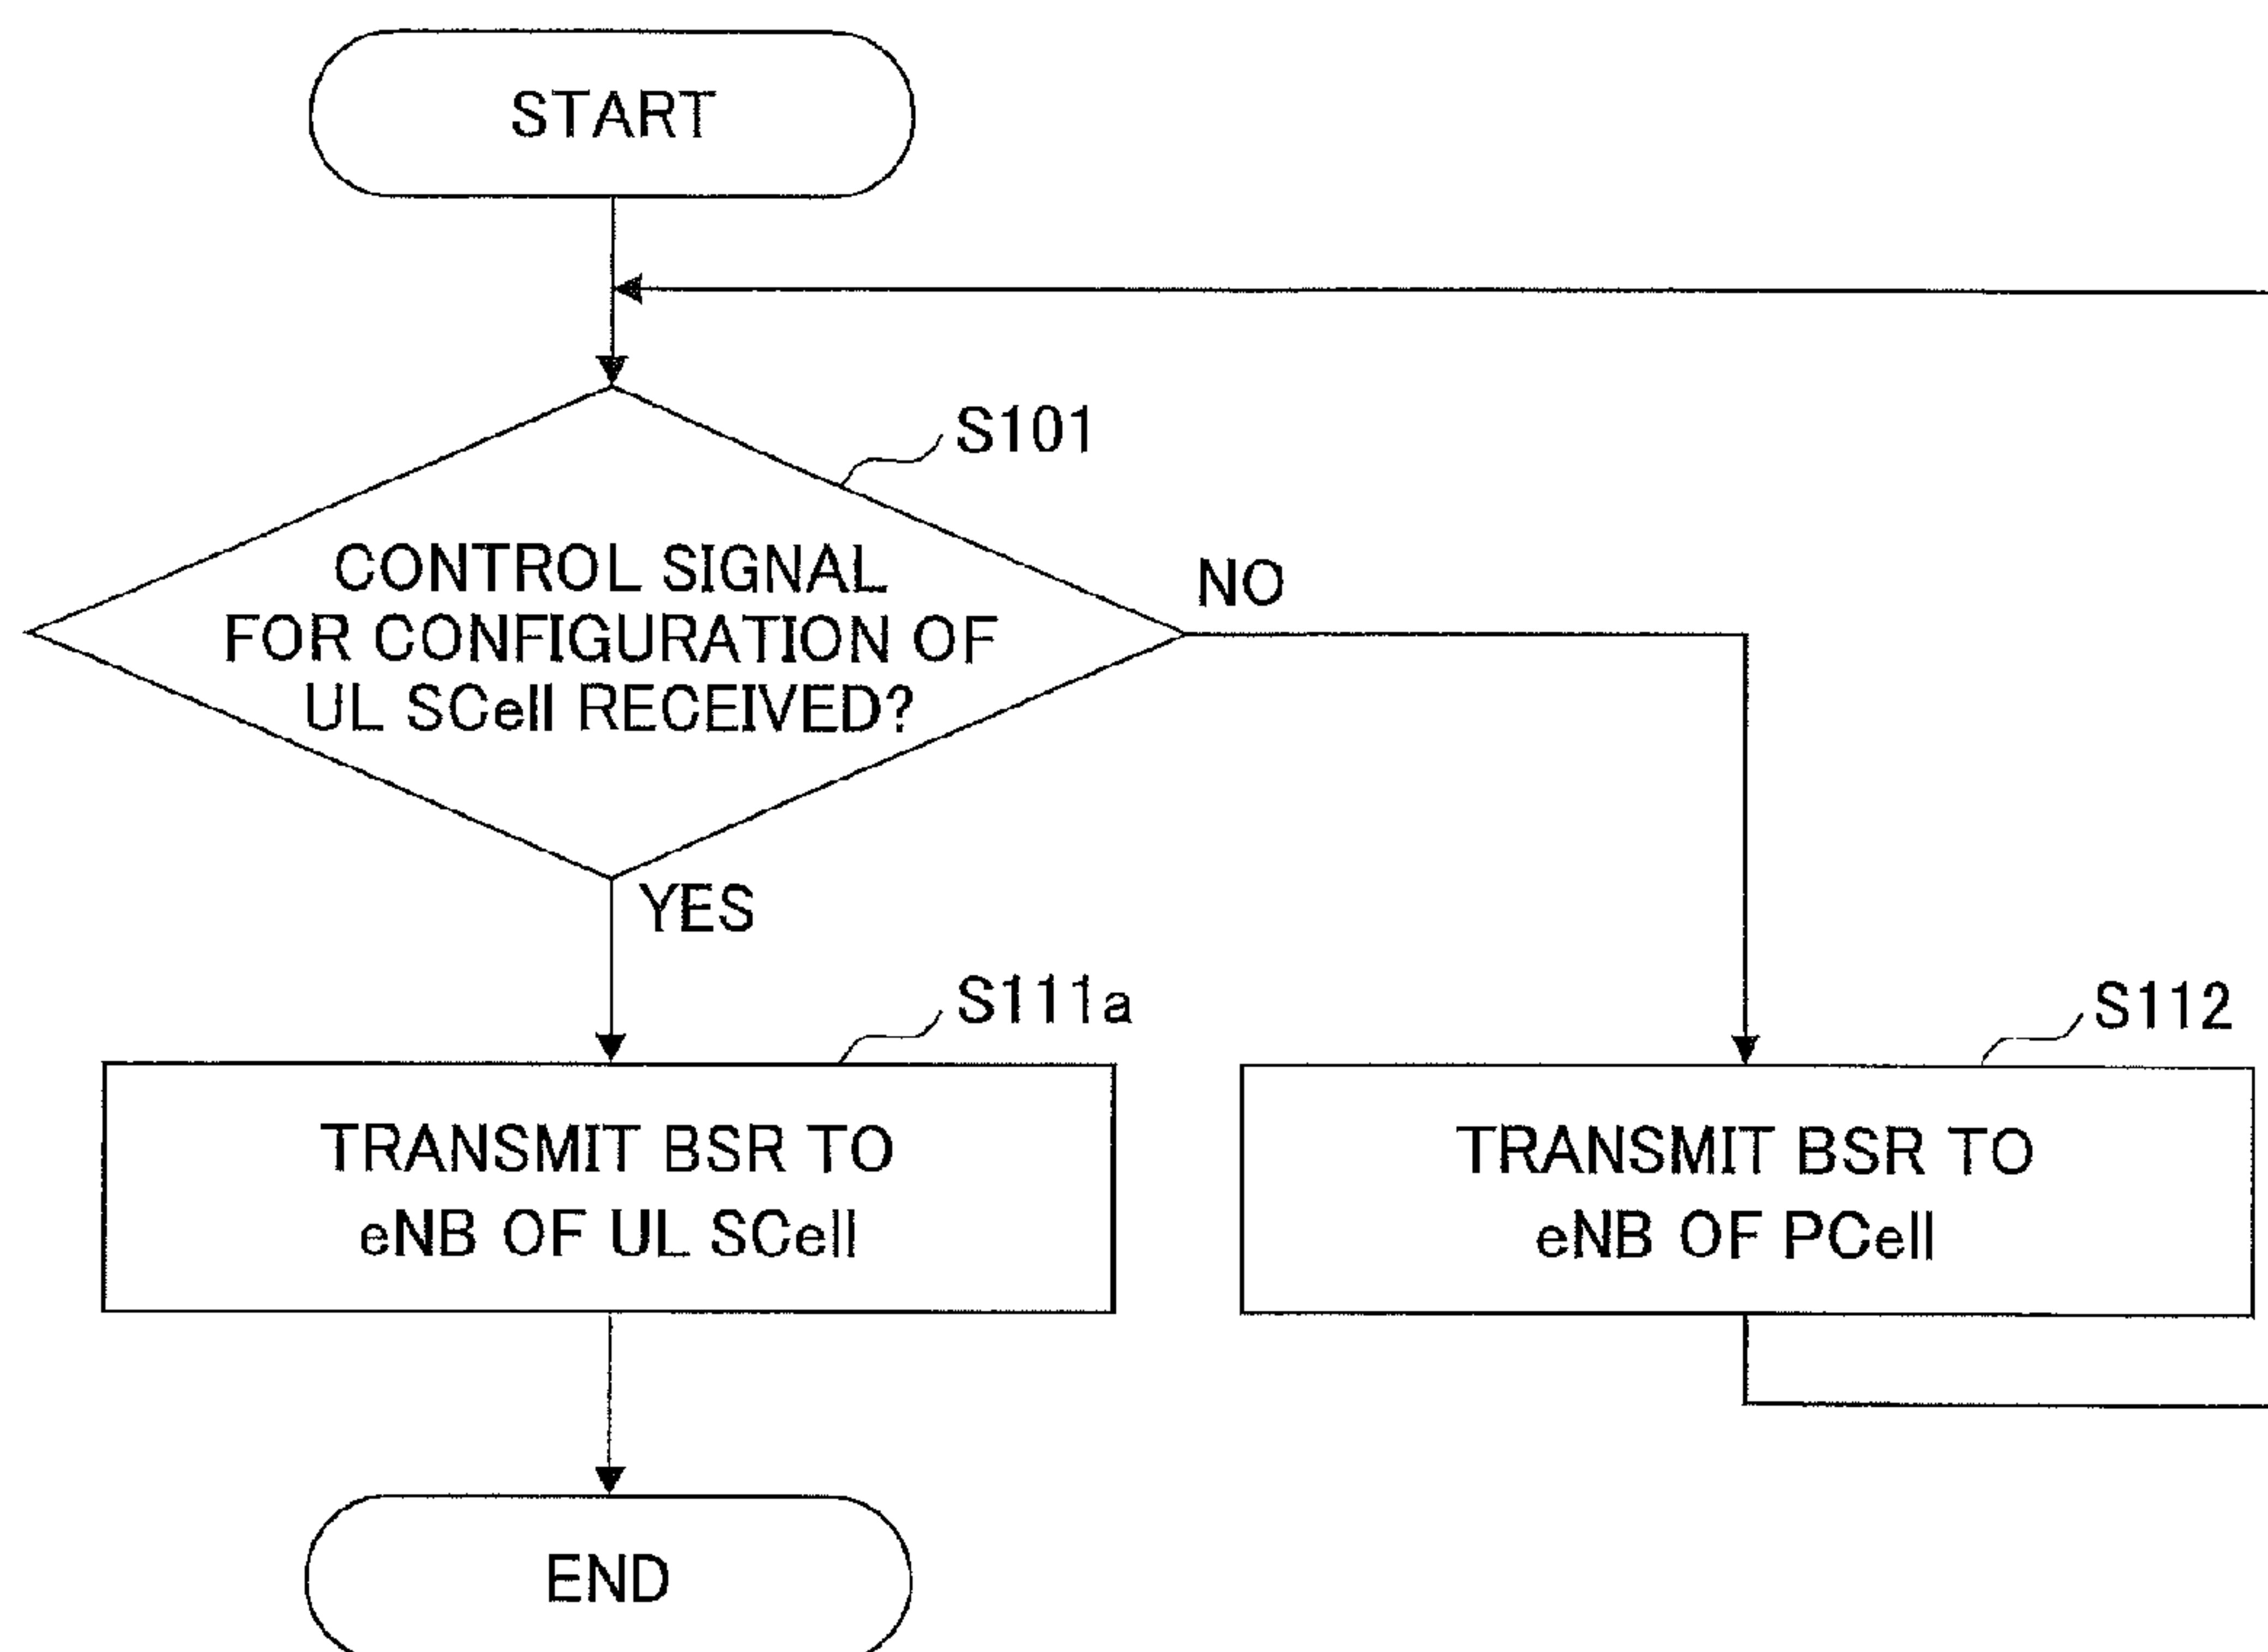 START
S101
CONTROL SIGNAL
FOR CONFIGURATION OF
UL SCell RECEIVED?
NO
YES
S111a
TRANSMIT BSR TO
eNB OF UL SCell
S112
TRANSMIT BSR TO
eNB OF PCell
END